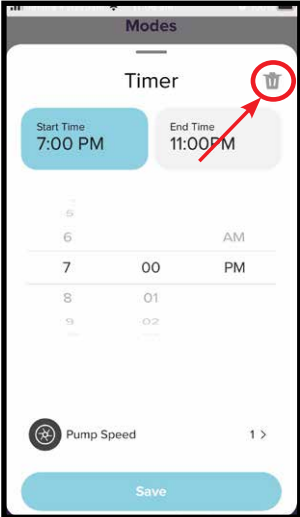 Modes
Timer
Start Time
7:00 PM
End Time
11:00PM
5
6 AM
7 00 PM
8 01
9 02
Pump Speed 1 >
Save